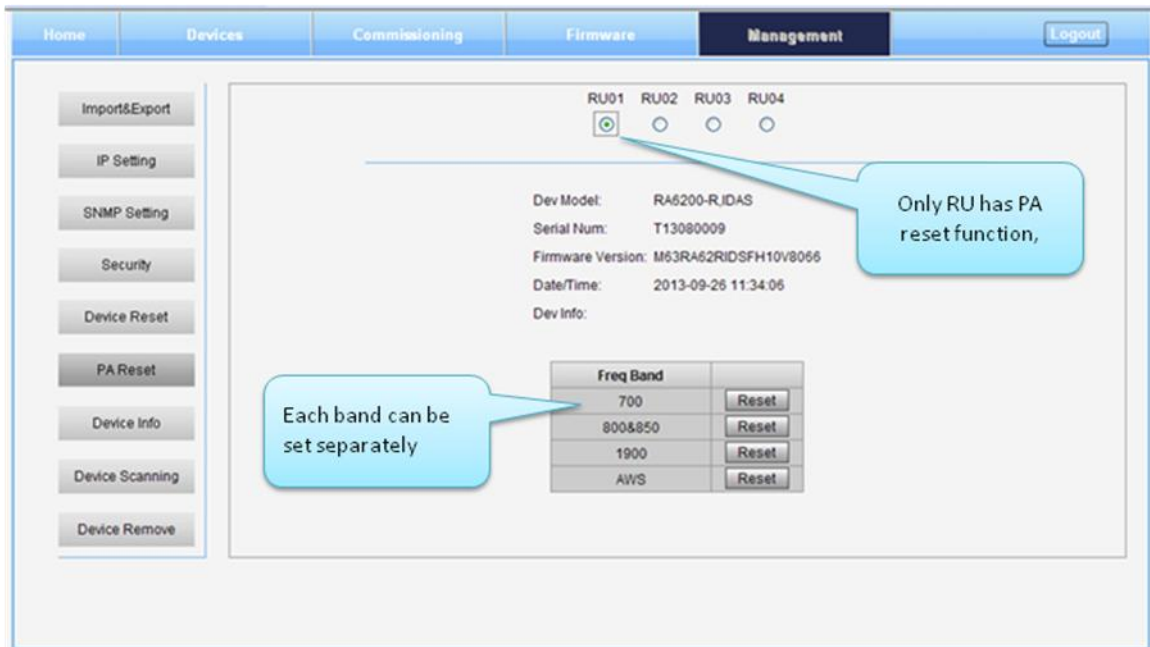 Home Devices Commissioning Firmware Management Logout
Import&Export
IP Setting
SNMP Setting
Security
Device Reset
PA Reset
Device Info
Device Scanning
Device Remove
RU01 RU02 RU03 RU04
Only RU has PA
reset function,
Dev Model: RA6200-R,IDAS
Serial Num: T13080009
Firmware Version: M63RA62RIDSFH10V8066
Date/Time: 2013-09-26 11:34:06
Dev Info:
Each band can be
set separately
Freq Band
700 Reset
800&850 Reset
1900 Reset
AWS Reset